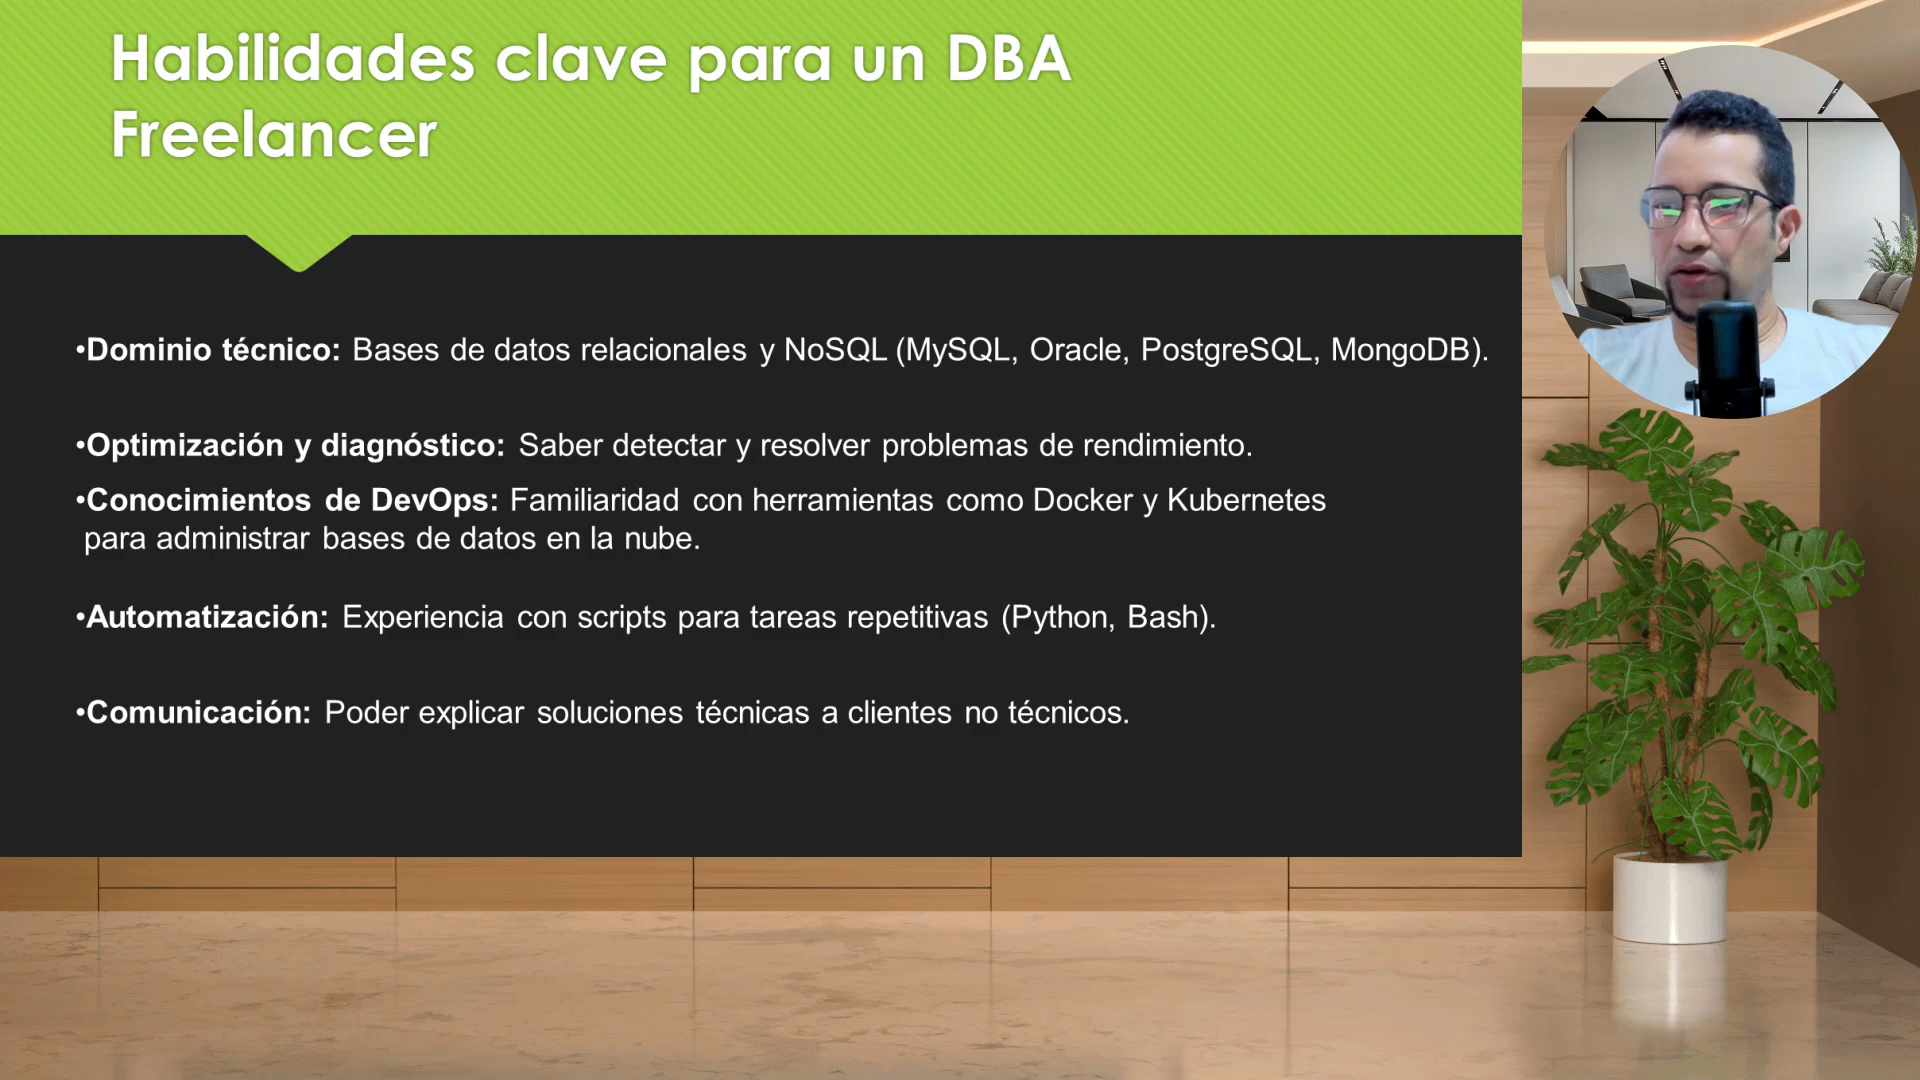 Habilidades clave para un DBA
Freelancer
•Dominio técnico: Bases de datos relacionales y NoSQL (MySQL, Oracle, PostgreSQL, MongoDB).
•Optimización y diagnóstico: Saber detectar y resolver problemas de rendimiento.
•Conocimientos de DevOps: Familiaridad con herramientas como Docker y Kubernetes
para administrar bases de datos en la nube.
•Automatización: Experiencia con scripts para tareas repetitivas (Python, Bash).
•Comunicación: Poder explicar soluciones técnicas a clientes no técnicos.